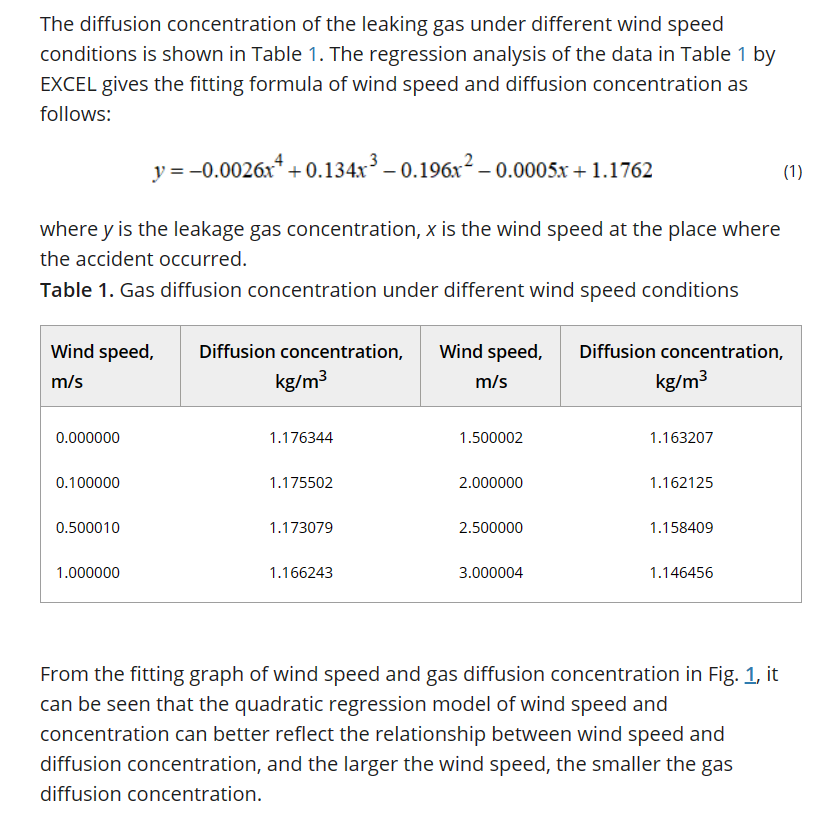 The diffusion concentration of the leaking gas under different wind speed
conditions is shown in Table 1. The regression analysis of the data in Table 1 by
EXCEL gives the fitting formula of wind speed and diffusion concentration as
follows:
y = −0.0026x⁴ + 0.134x³ − 0.196x² − 0.0005x + 1.1762 (1)
where y is the leakage gas concentration, x is the wind speed at the place where
the accident occurred.
Table 1. Gas diffusion concentration under different wind speed conditions
Wind speed, Diffusion concentration, Wind speed, Diffusion concentration,
m/s kg/m³ m/s kg/m³
0.000000 1.176344 1.500002 1.163207
0.100000 1.175502 2.000000 1.162125
0.500010 1.173079 2.500000 1.158409
1.000000 1.166243 3.000004 1.146456
From the fitting graph of wind speed and gas diffusion concentration in Fig. 1, it
can be seen that the quadratic regression model of wind speed and
concentration can better reflect the relationship between wind speed and
diffusion concentration, and the larger the wind speed, the smaller the gas
diffusion concentration.